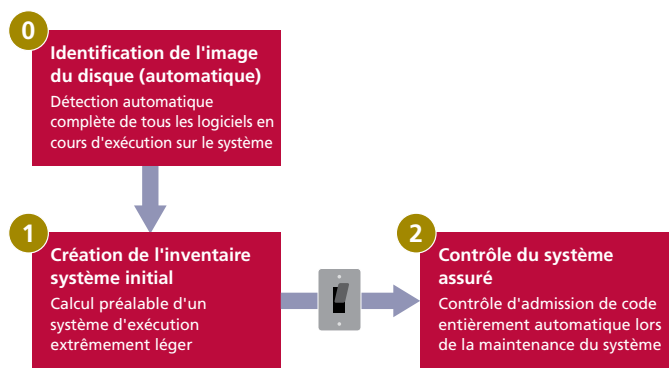 0
Identification de l'image
du disque (automatique)
Détection automatique
complète de tous les logiciels en
cours d'exécution sur le système
1
Création de l'inventaire
système initial
Calcul préalable d'un
système d'exécution
extrêmement léger
2
Contrôle du système
assuré
Contrôle d'admission de code
entièrement automatique lors
de la maintenance du système